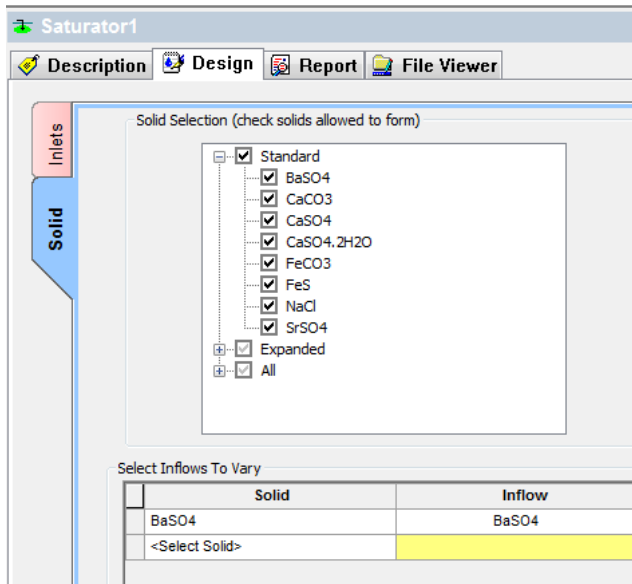 Saturator1
Description Design Report File Viewer
Inlets
Solid
Solid Selection (check solids allowed to form)
Standard
BaSO4
CaCO3
CaSO4
CaSO4.2H2O
FeCO3
FeS
NaCl
SrSO4
Expanded
All
Select Inflows To Vary
Solid Inflow
BaSO4 BaSO4
<Select Solid>